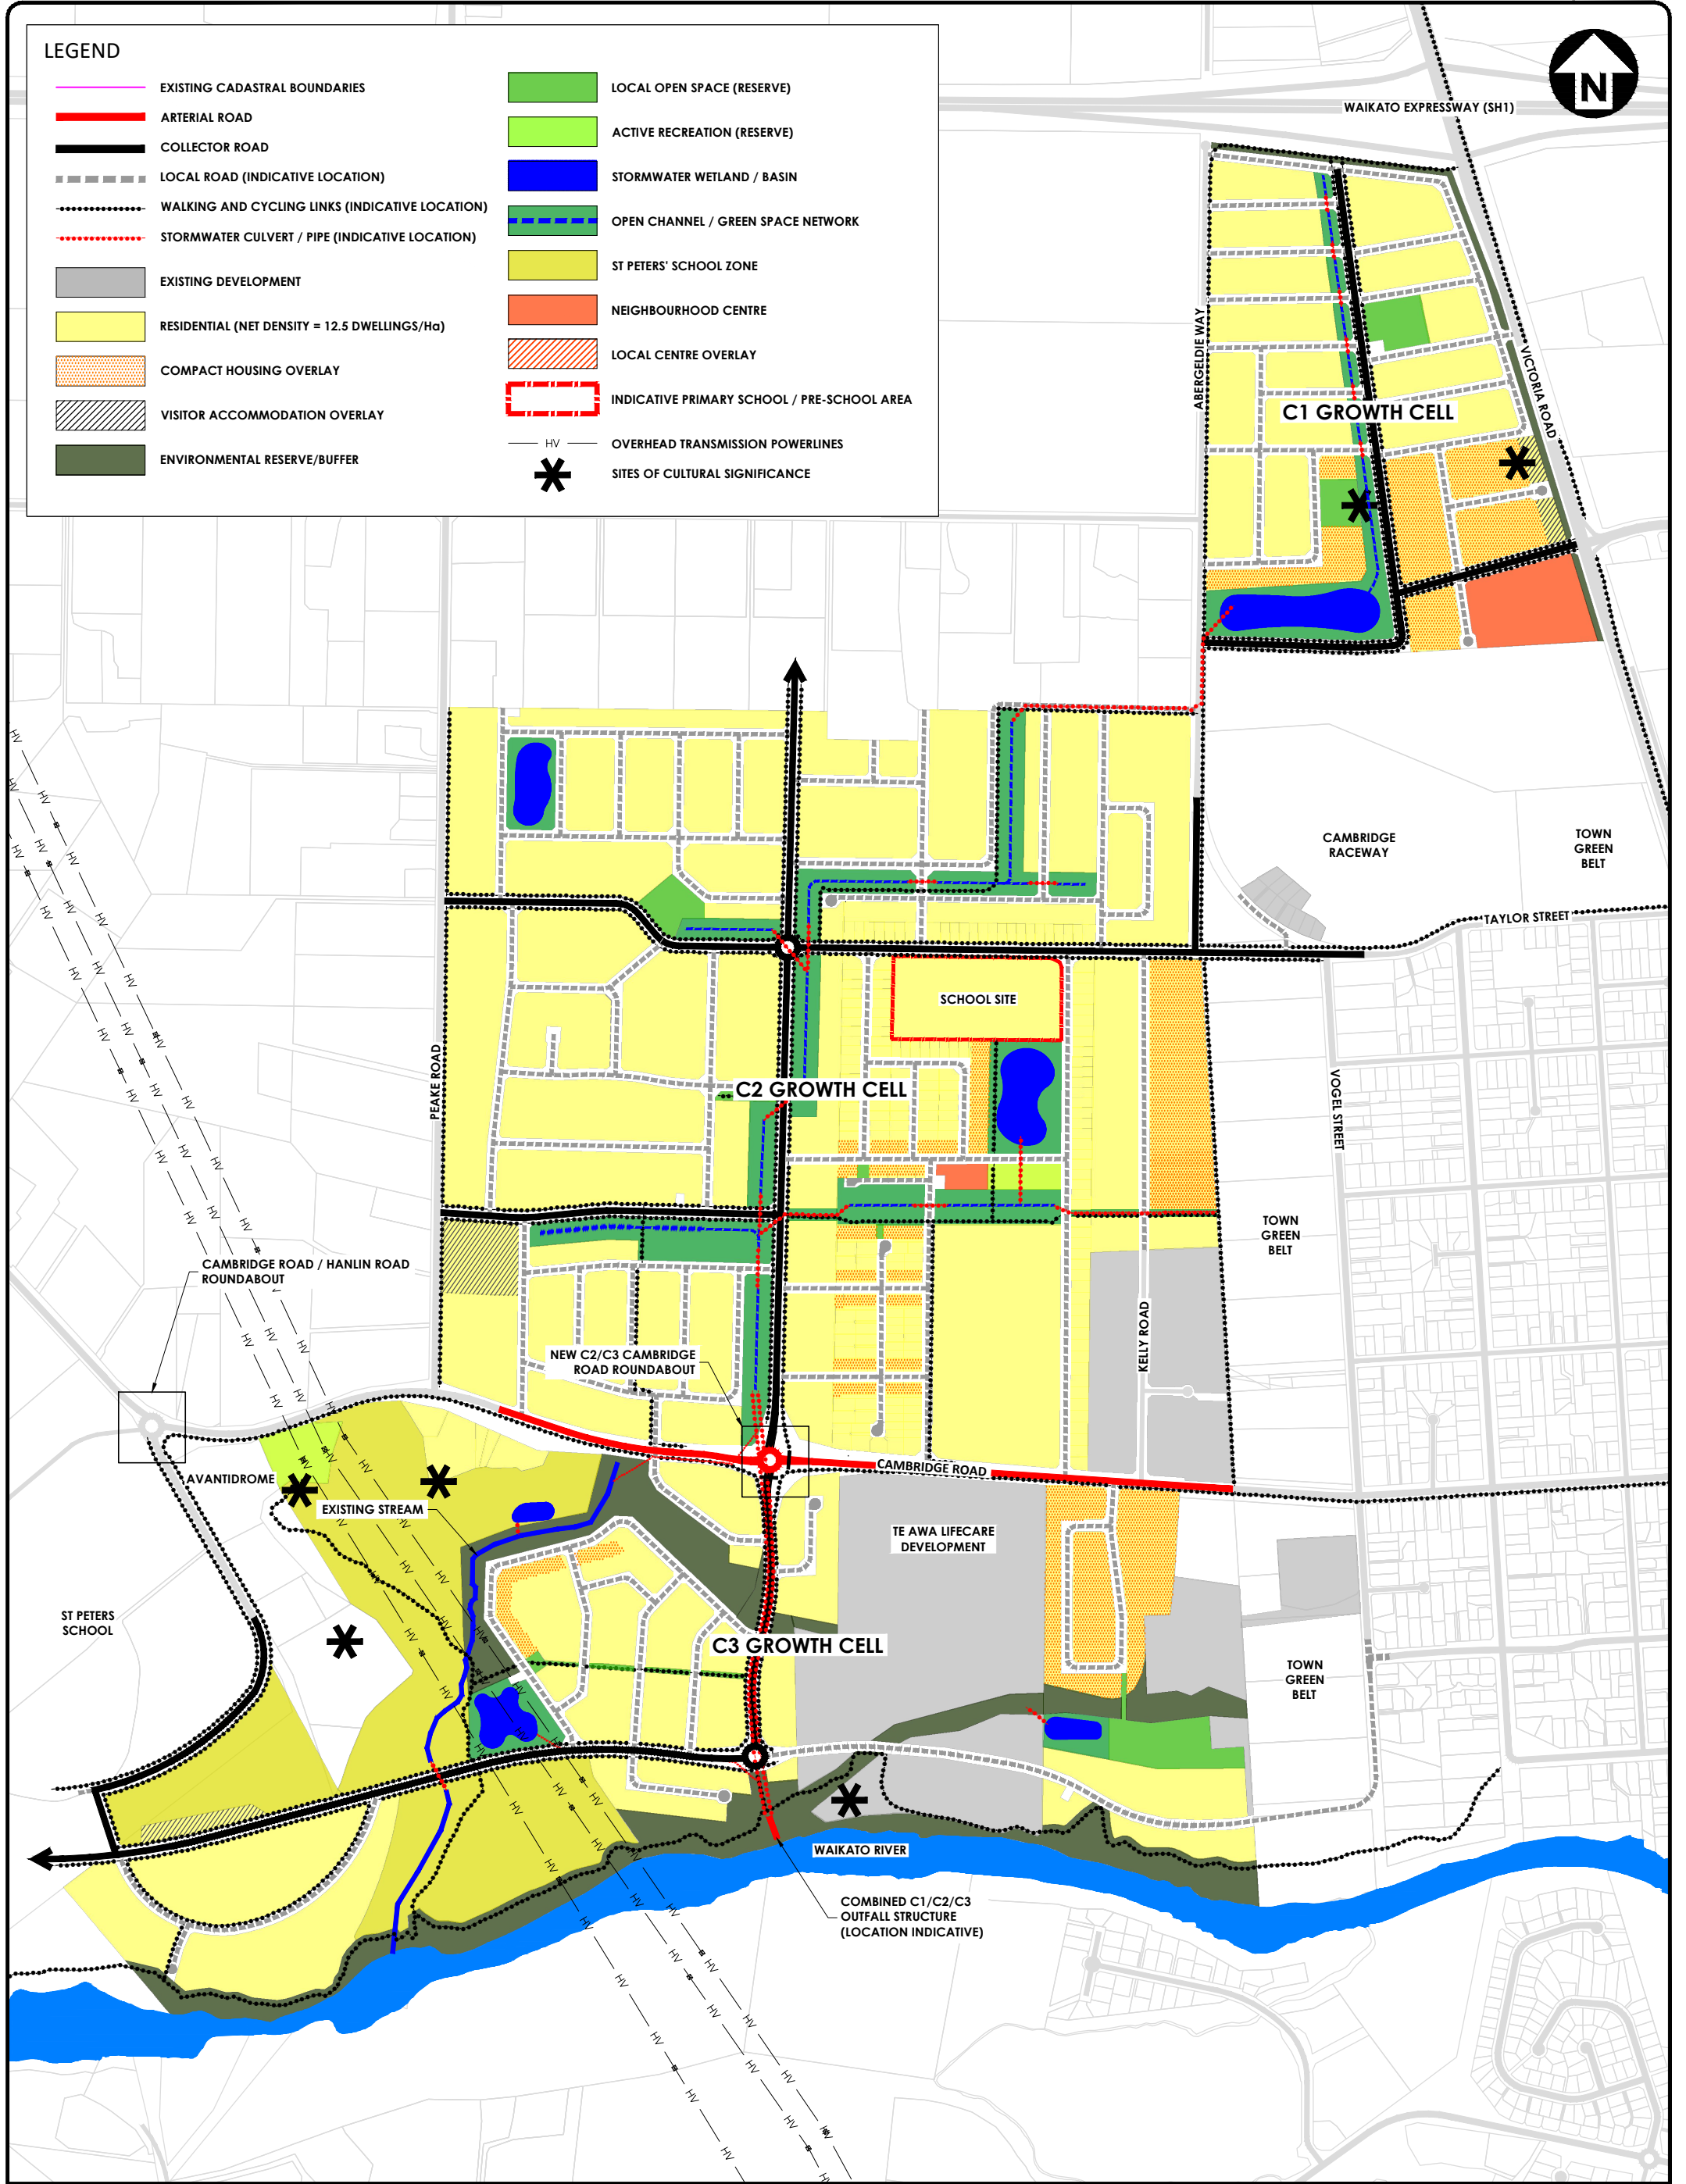 LEGEND
EXISTING CADASTRAL BOUNDARIES
ARTERIAL ROAD
COLLECTOR ROAD
LOCAL ROAD (INDICATIVE LOCATION)
WALKING AND CYCLING LINKS (INDICATIVE LOCATION)
STORMWATER CULVERT / PIPE (INDICATIVE LOCATION)
EXISTING DEVELOPMENT
RESIDENTIAL (NET DENSITY = 12.5 DWELLINGS/Ha)
COMPACT HOUSING OVERLAY
VISITOR ACCOMMODATION OVERLAY
ENVIRONMENTAL RESERVE/BUFFER
LOCAL OPEN SPACE (RESERVE)
ACTIVE RECREATION (RESERVE)
STORMWATER WETLAND / BASIN
OPEN CHANNEL / GREEN SPACE NETWORK
ST PETERS' SCHOOL ZONE
NEIGHBOURHOOD CENTRE
LOCAL CENTRE OVERLAY
INDICATIVE PRIMARY SCHOOL / PRE-SCHOOL AREA
HV
OVERHEAD TRANSMISSION POWERLINES
SITES OF CULTURAL SIGNIFICANCE
N
WAIKATO EXPRESSWAY (SH1)
ABERGELDIE WAY
VICTORIA ROAD
C1 GROWTH CELL
CAMBRIDGE
RACEWAY
TOWN
GREEN
BELT
TAYLOR STREET
SCHOOL SITE
PEAKE ROAD
C2 GROWTH CELL
VOGEL STREET
TOWN
GREEN
BELT
CAMBRIDGE ROAD / HANLIN ROAD
ROUNDABOUT
KELLY ROAD
NEW C2/C3 CAMBRIDGE
ROAD ROUNDABOUT
CAMBRIDGE ROAD
AVANTIDROME
EXISTING STREAM
TE AWA LIFECARE
DEVELOPMENT
ST PETERS
SCHOOL
C3 GROWTH CELL
TOWN
GREEN
BELT
WAIKATO RIVER
COMBINED C1/C2/C3
OUTFALL STRUCTURE
(LOCATION INDICATIVE)